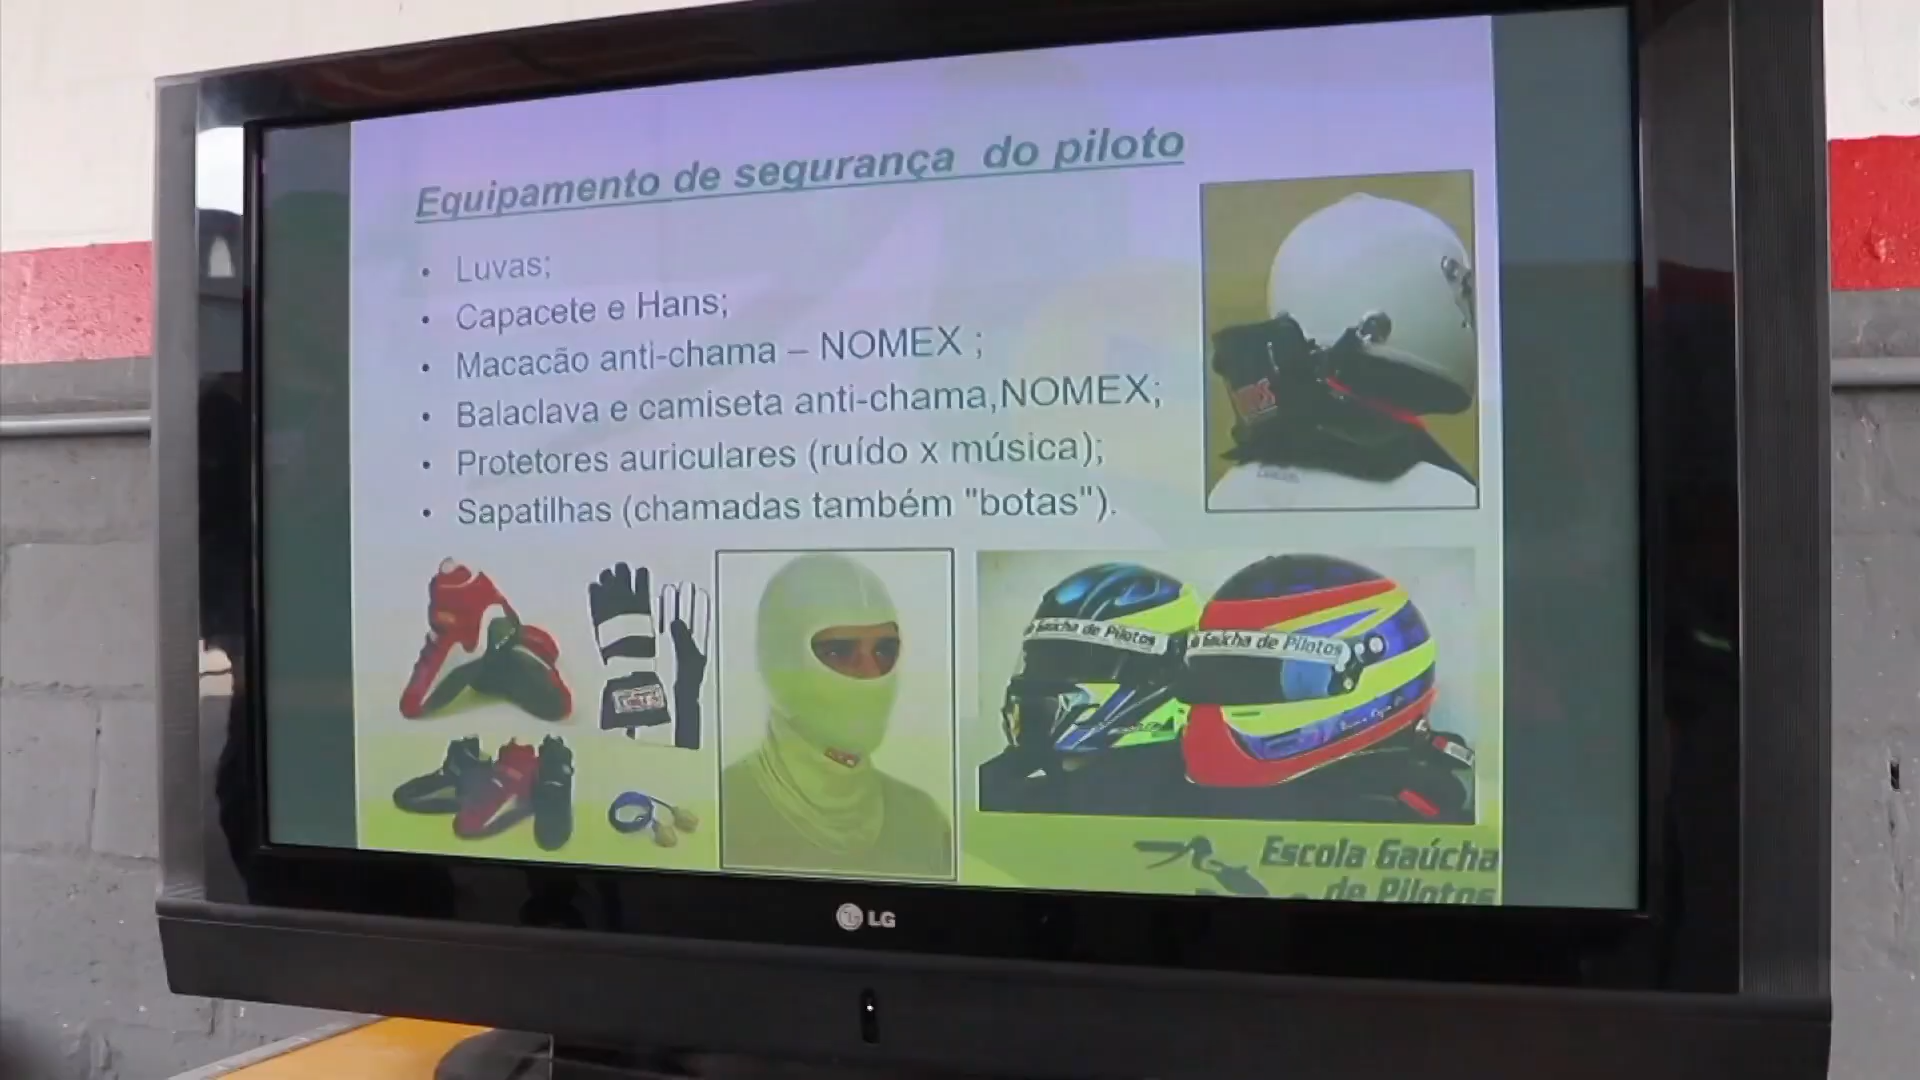 Equipamento de segurança do piloto
• Luvas;
• Capacete e Hans;
• Macacão anti-chama – NOMEX ;
• Balaclava e camiseta anti-chama,NOMEX;
• Protetores auriculares (ruído x música);
• Sapatilhas (chamadas também "botas").
Gaúcha de Pilotos
Gaúcha de Pilotos
Escola Gaúcha
de Pilotos
LG